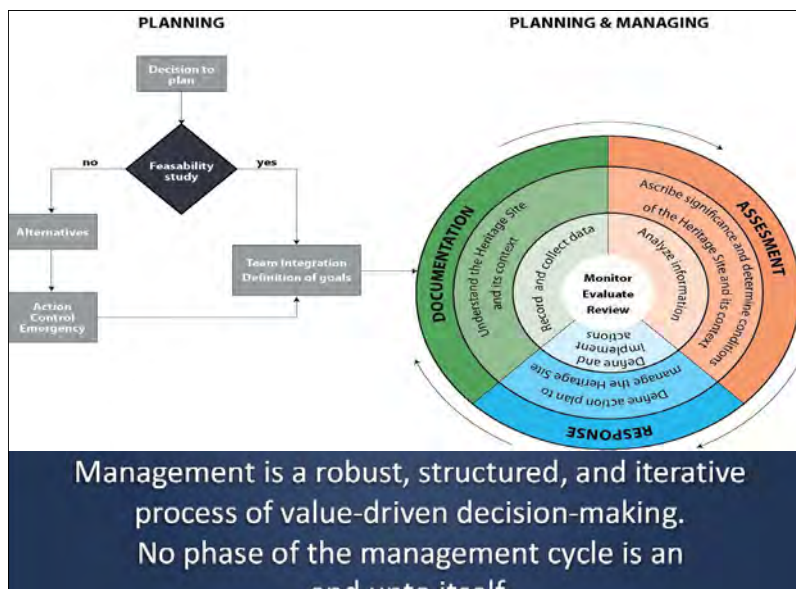 PLANNING
PLANNING & MANAGING
Decision to
plan
Feasability
study
no
yes
Alternatives
Action
Control
Emergency
Team Integration
Definition of goals
DOCUMENTATION
Understand the Heritage Site
and its context
Record and collect data
ASSESMENT
Ascribe significance and determine conditions
of the Heritage Site and its context
Analyze information
Monitor
Evaluate
Review
Define and
implement
actions
Define action plan to
manage the Heritage Site
RESPONSE
Management is a robust, structured, and iterative
process of value-driven decision-making.
No phase of the management cycle is an
end unto itself